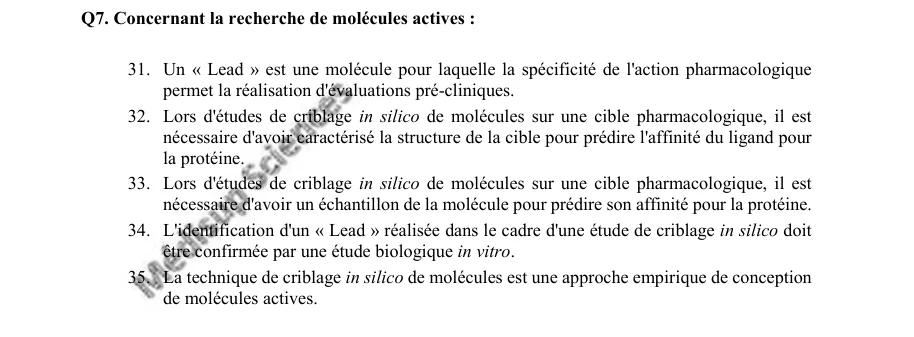 Q7. Concernant la recherche de molécules actives :
31. Un « Lead » est une molécule pour laquelle la spécificité de l'action pharmacologique
permet la réalisation d'évaluations pré-cliniques.
32. Lors d'études de criblage in silico de molécules sur une cible pharmacologique, il est
nécessaire d'avoir caractérisé la structure de la cible pour prédire l'affinité du ligand pour
la protéine.
33. Lors d'études de criblage in silico de molécules sur une cible pharmacologique, il est
nécessaire d'avoir un échantillon de la molécule pour prédire son affinité pour la protéine.
34. L'identification d'un « Lead » réalisée dans le cadre d'une étude de criblage in silico doit
être confirmée par une étude biologique in vitro.
35. La technique de criblage in silico de molécules est une approche empirique de conception
de molécules actives.
Médisup Sciences